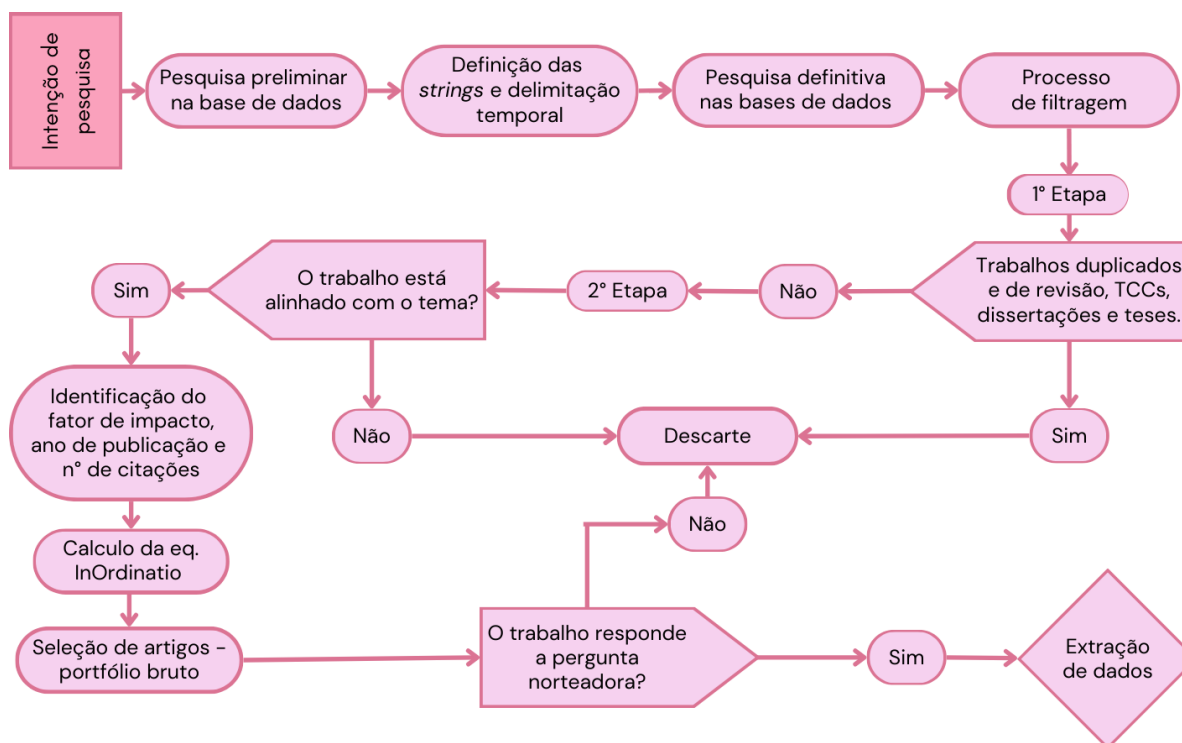 Intenção de
pesquisa
Pesquisa preliminar
na base de dados
Definição das
strings e delimitação
temporal
Pesquisa definitiva
nas bases de dados
Processo
de filtragem
1° Etapa
Trabalhos duplicados
e de revisão, TCCs,
dissertações e teses.
Não
2° Etapa
O trabalho está
alinhado com o tema?
Sim
Identificação do
fator de impacto,
ano de publicação e
n° de citações
Não
Descarte
Sim
Não
Calculo da eq.
InOrdinatio
Seleção de artigos -
portfólio bruto
O trabalho responde
a pergunta
norteadora?
Sim
Extração
de dados